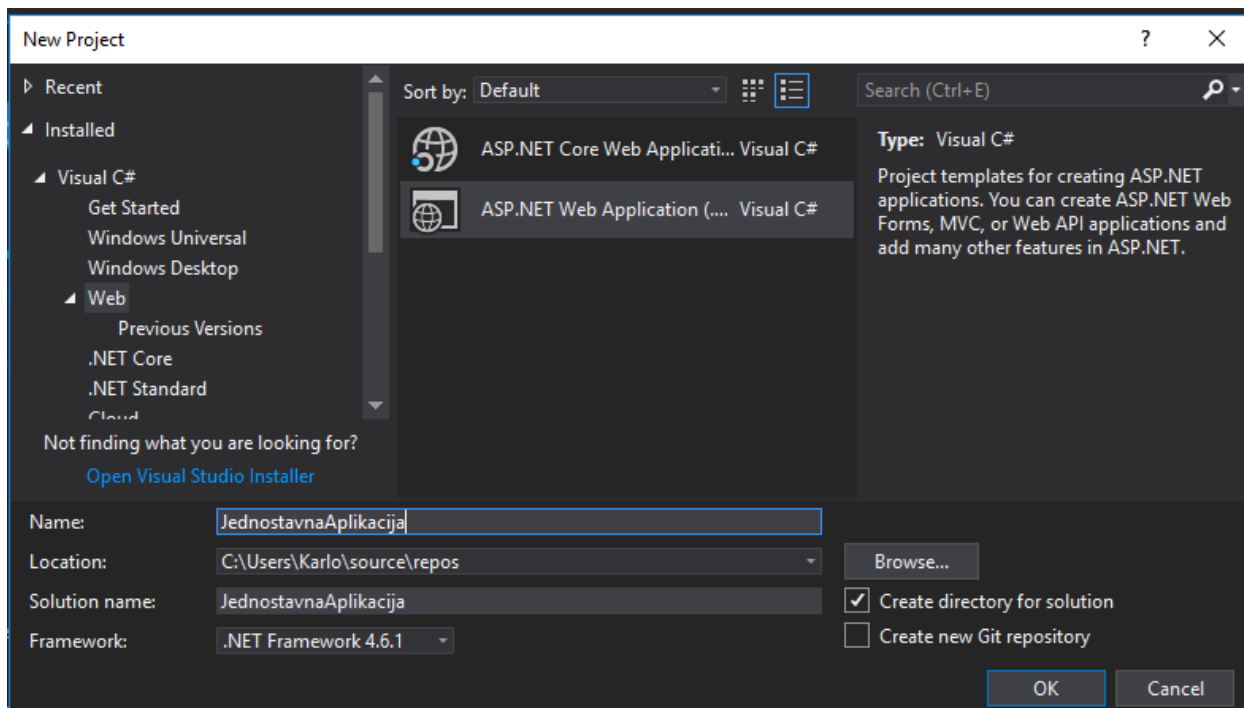 New Project
?
Recent
Installed
Visual C#
Get Started
Windows Universal
Windows Desktop
Web
Previous Versions
.NET Core
.NET Standard
Cloud
Not finding what you are looking for?
Open Visual Studio Installer
Sort by: Default
ASP.NET Core Web Applicati... Visual C#
ASP.NET Web Application (.... Visual C#
Search (Ctrl+E)
Type: Visual C#
Project templates for creating ASP.NET
applications. You can create ASP.NET Web
Forms, MVC, or Web API applications and
add many other features in ASP.NET.
Name: JednostavnaAplikacija
Location: C:\Users\Karlo\source\repos
Browse...
Solution name: JednostavnaAplikacija
Create directory for solution
Framework: .NET Framework 4.6.1
Create new Git repository
OK Cancel